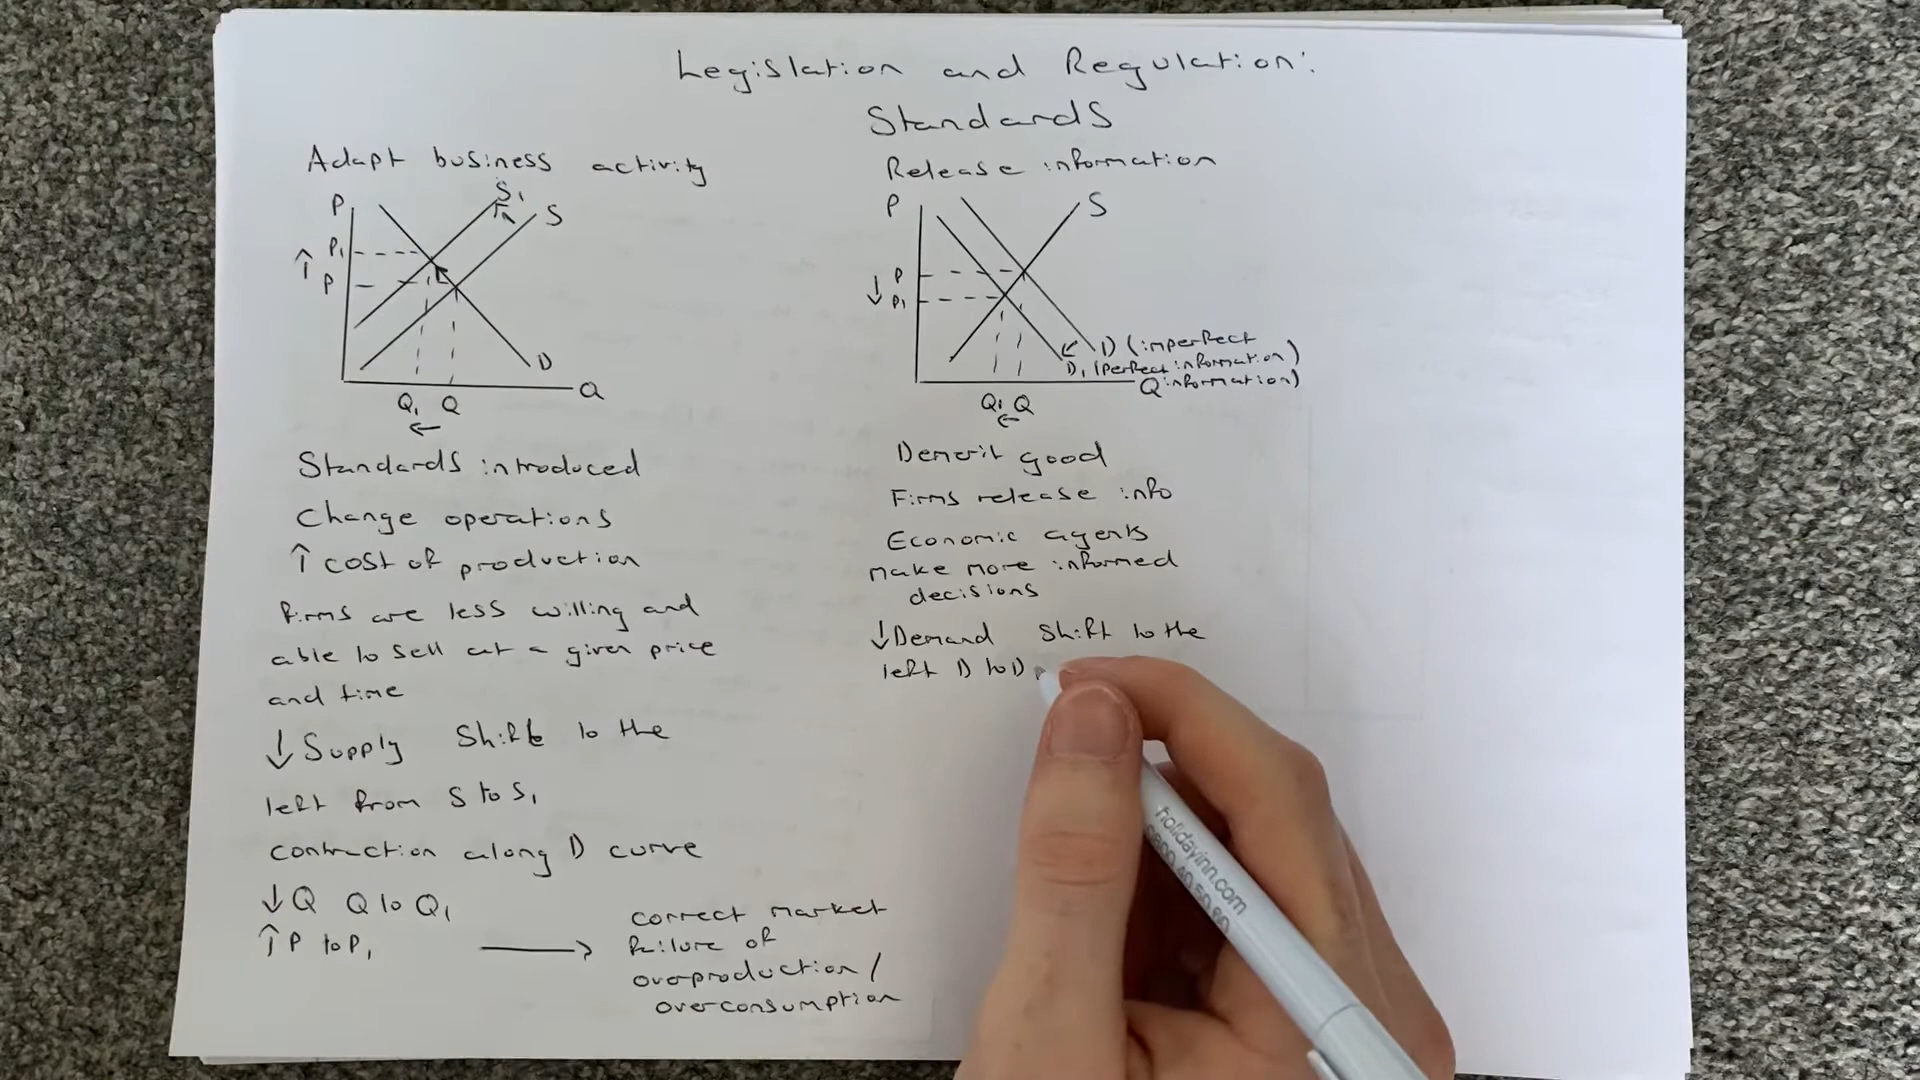 Legislation and Regulation:
Standards
Adapt business activity
P
S₁
S
P₁
P
D
Q
Q₁ Q
Standards introduced
Change operations
↑ cost of production
firms are less willing and
able to sell at a given price
and time
↓ Supply Shift to the
left from S to S₁
contraction along D curve
↓Q Q to Q₁
↑P to P₁
correct market
failure of
overproduction/
overconsumption
Release information
P
S
P
P₁
D (imperfect
D₁ (perfect information)
Q information)
Q₁ Q
Demerit good
Firms release info
Economic agents
make more informed
decisions
↓Demand Shift to the
left D to D
holidayinn.com